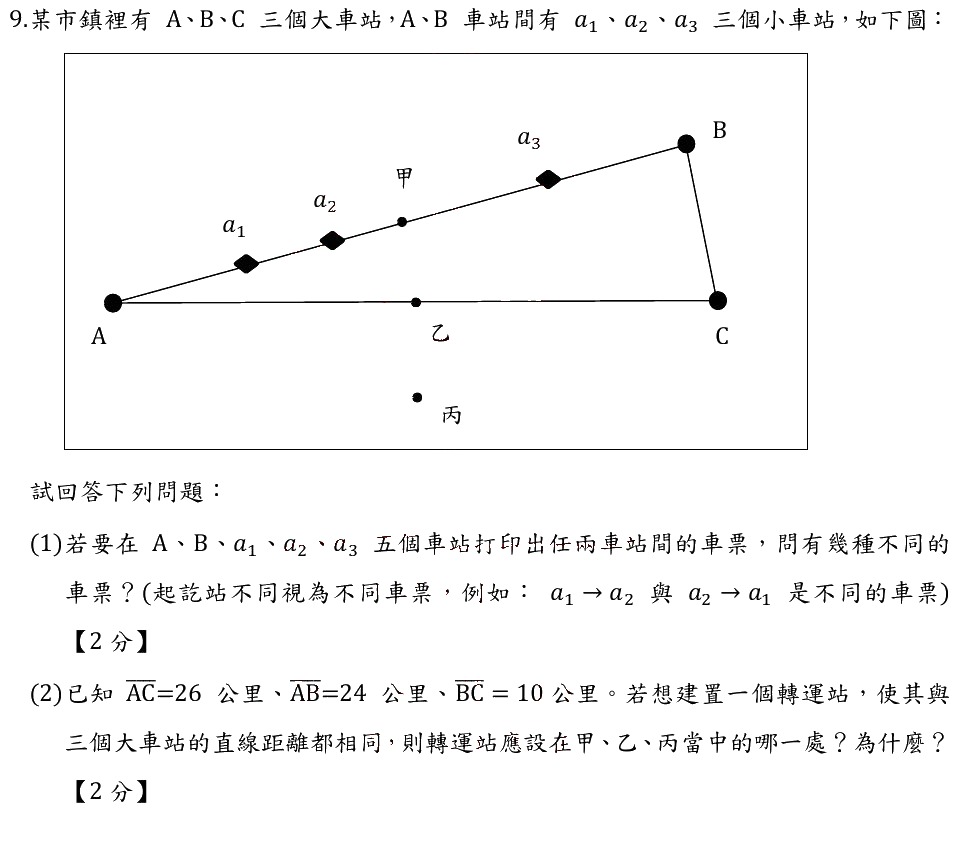 9.某市鎮裡有 A、B、C 三個大車站，A、B 車站間有 a₁、a₂、a₃ 三個小車站，如下圖：
B
a₃
甲
a₂
a₁
A
乙
C
丙
試回答下列問題：
(1)若要在 A、B、a₁、a₂、a₃ 五個車站打印出任兩車站間的車票，問有幾種不同的
車票？(起訖站不同視為不同車票，例如： a₁→a₂ 與 a₂→a₁ 是不同的車票)
【2 分】
(2)已知 A̅C̅=26 公里、A̅B̅=24 公里、B̅C̅ = 10 公里。若想建置一個轉運站，使其與
三個大車站的直線距離都相同，則轉運站應設在甲、乙、丙當中的哪一處？為什麼？
【2 分】